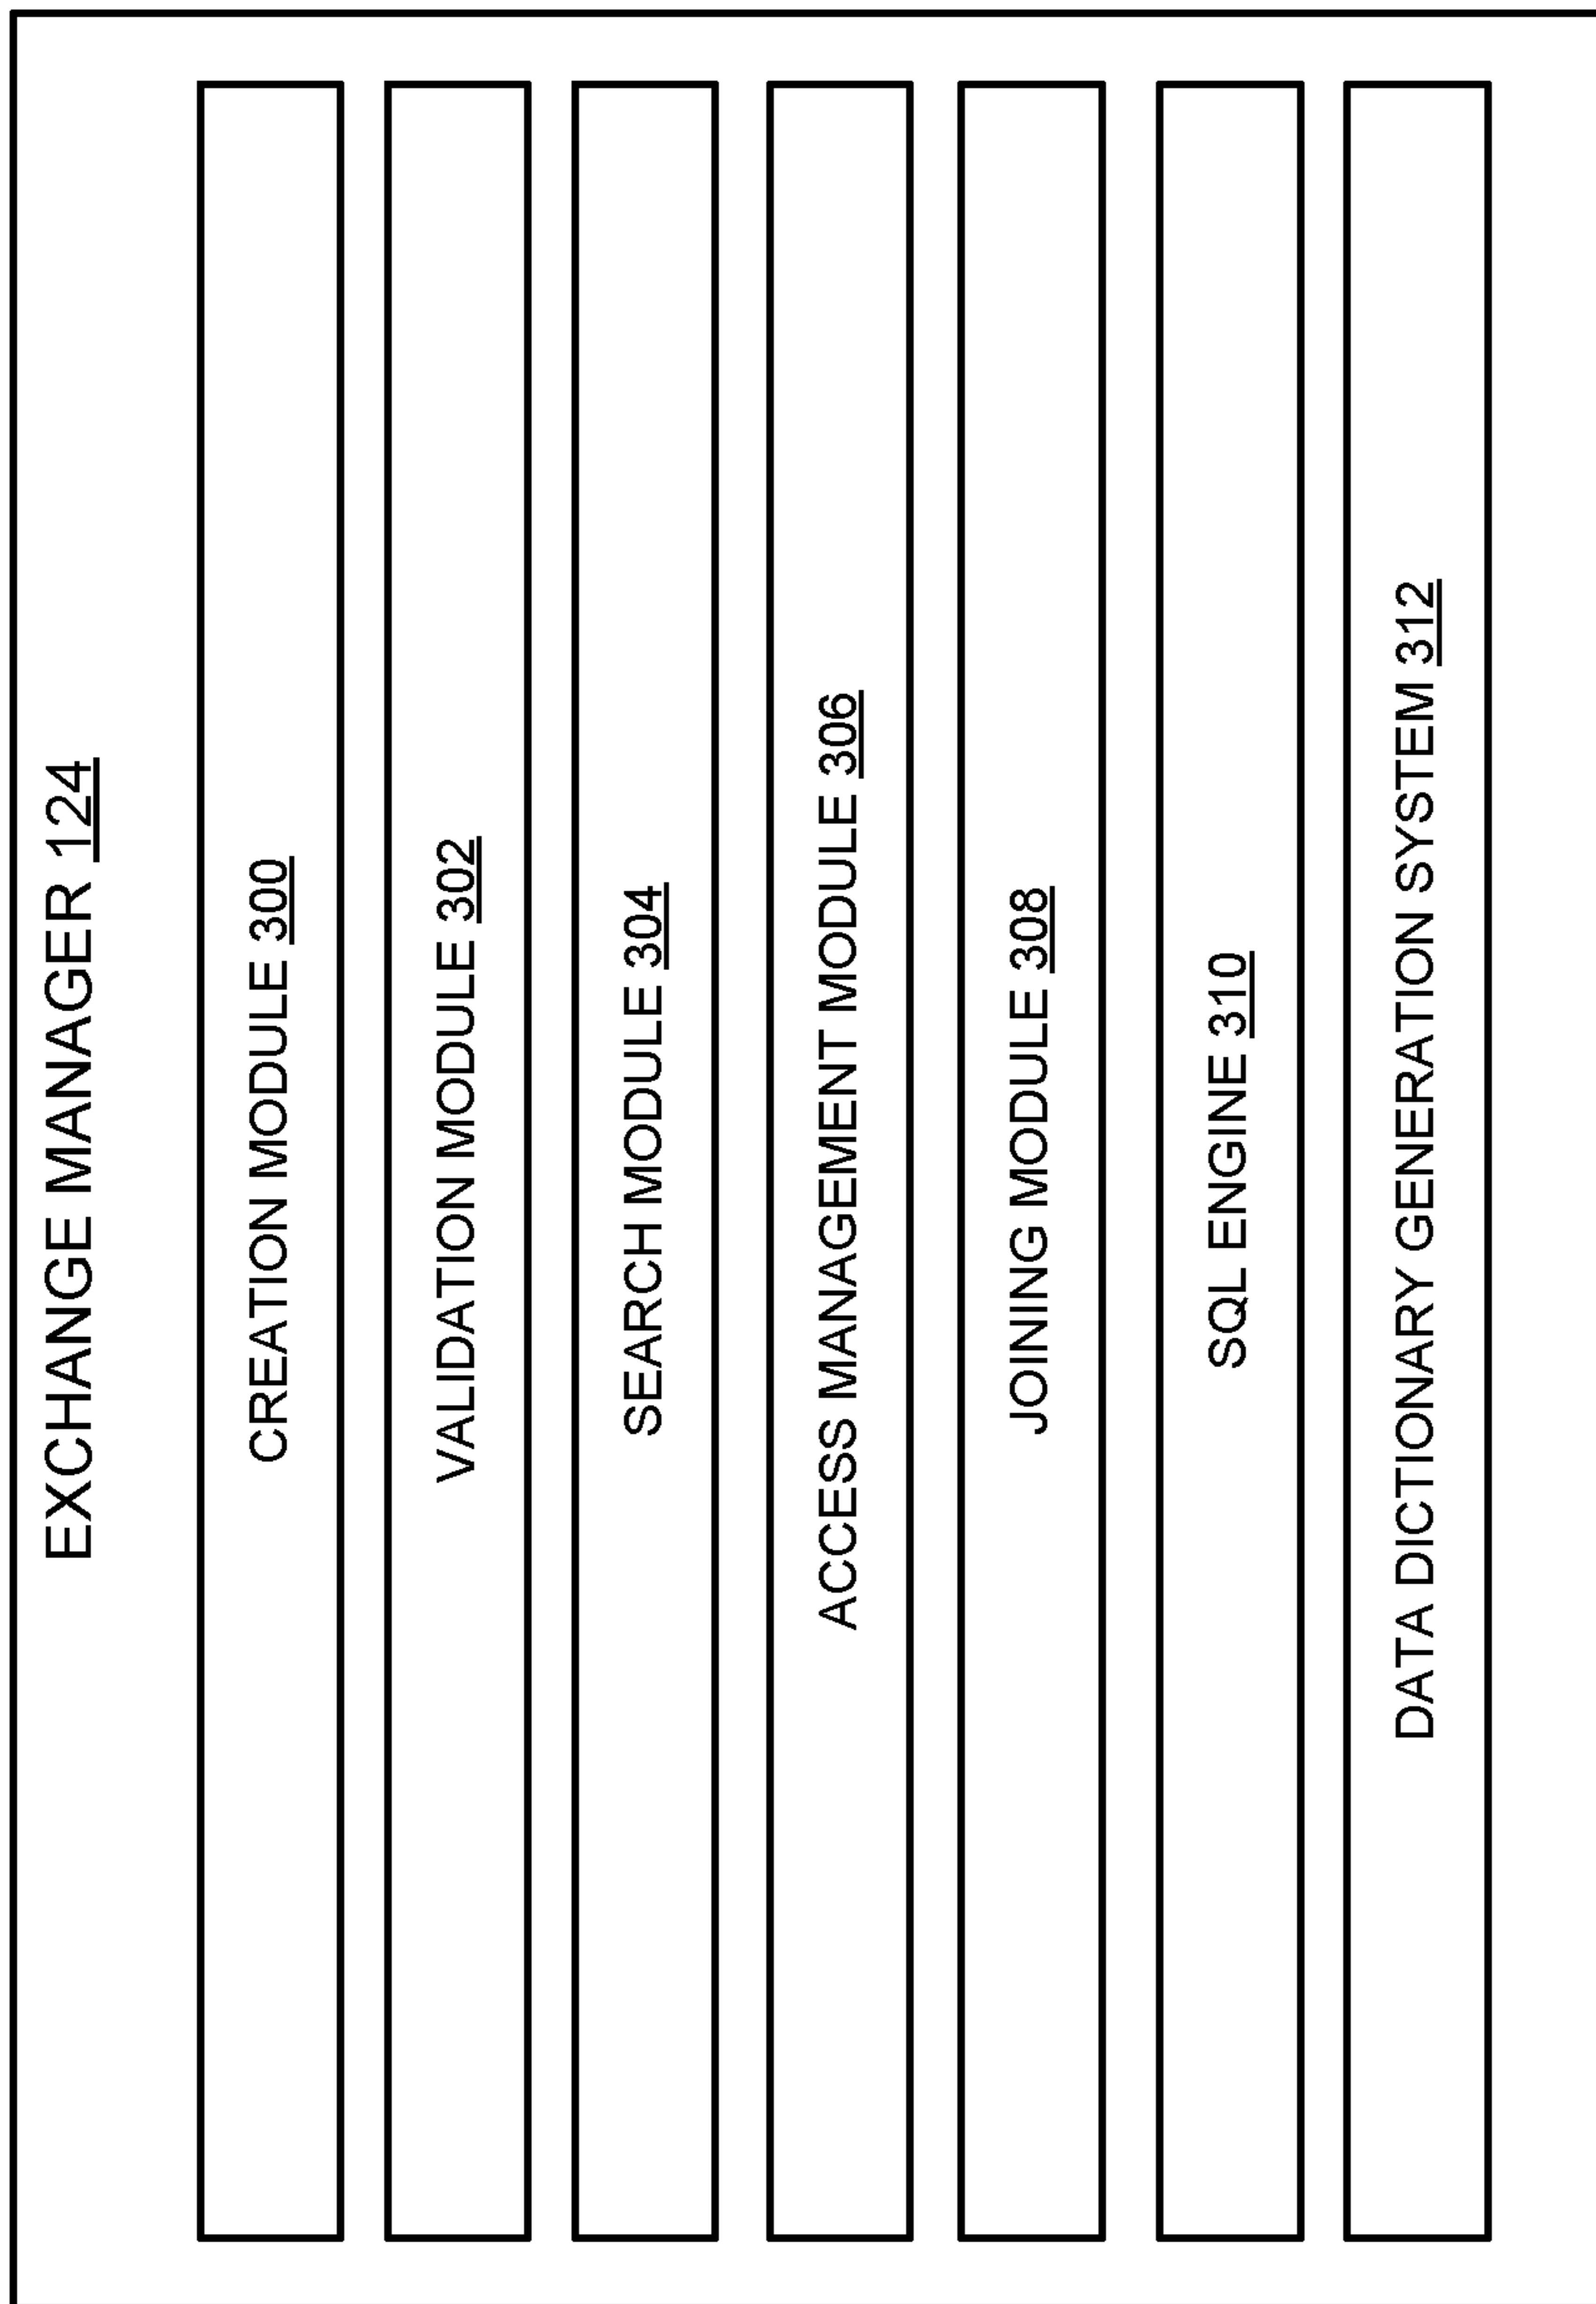 EXCHANGE MANAGER 124
CREATION MODULE 300
VALIDATION MODULE 302
SEARCH MODULE 304
ACCESS MANAGEMENT MODULE 306
JOINING MODULE 308
SQL ENGINE 310
DATA DICTIONARY GENERATION SYSTEM 312